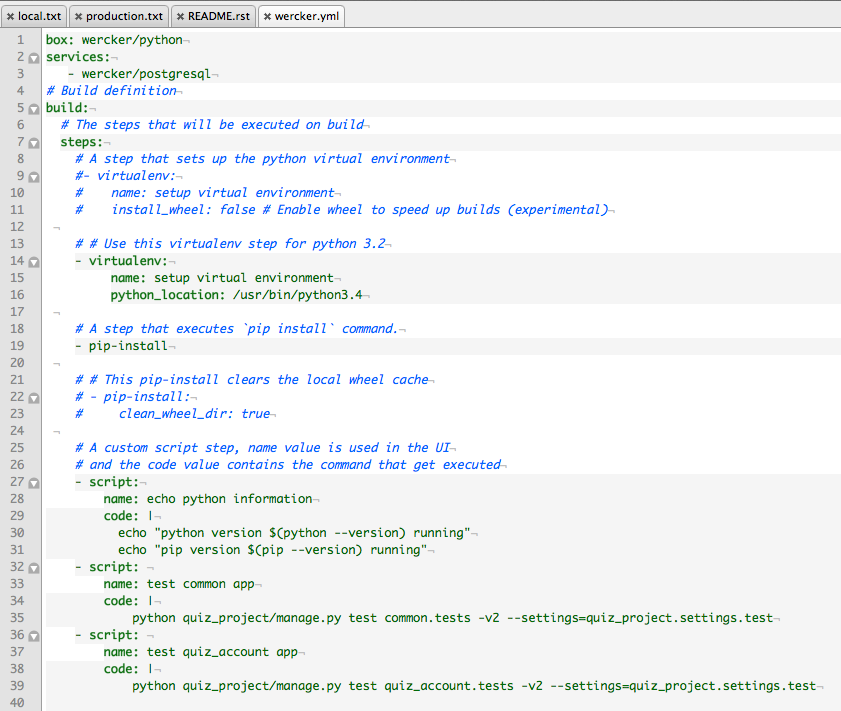 local.txt production.txt README.rst wercker.yml
1 box: wercker/python
2 services:
3 - wercker/postgresql
4 # Build definition
5 build:
6 # The steps that will be executed on build
7 steps:
8 # A step that sets up the python virtual environment
9 #- virtualenv:
10 # name: setup virtual environment
11 # install_wheel: false # Enable wheel to speed up builds (experimental)
12
13 # # Use this virtualenv step for python 3.2
14 - virtualenv:
15 name: setup virtual environment
16 python_location: /usr/bin/python3.4
17
18 # A step that executes `pip install` command.
19 - pip-install
20
21 # # This pip-install clears the local wheel cache
22 # - pip-install:
23 # clean_wheel_dir: true
24
25 # A custom script step, name value is used in the UI
26 # and the code value contains the command that get executed
27 - script:
28 name: echo python information
29 code: |
30 echo "python version $(python --version) running"
31 echo "pip version $(pip --version) running"
32 - script:
33 name: test common app
34 code: |
35 python quiz_project/manage.py test common.tests -v2 --settings=quiz_project.settings.test
36 - script:
37 name: test quiz_account app
38 code: |
39 python quiz_project/manage.py test quiz_account.tests -v2 --settings=quiz_project.settings.test
40